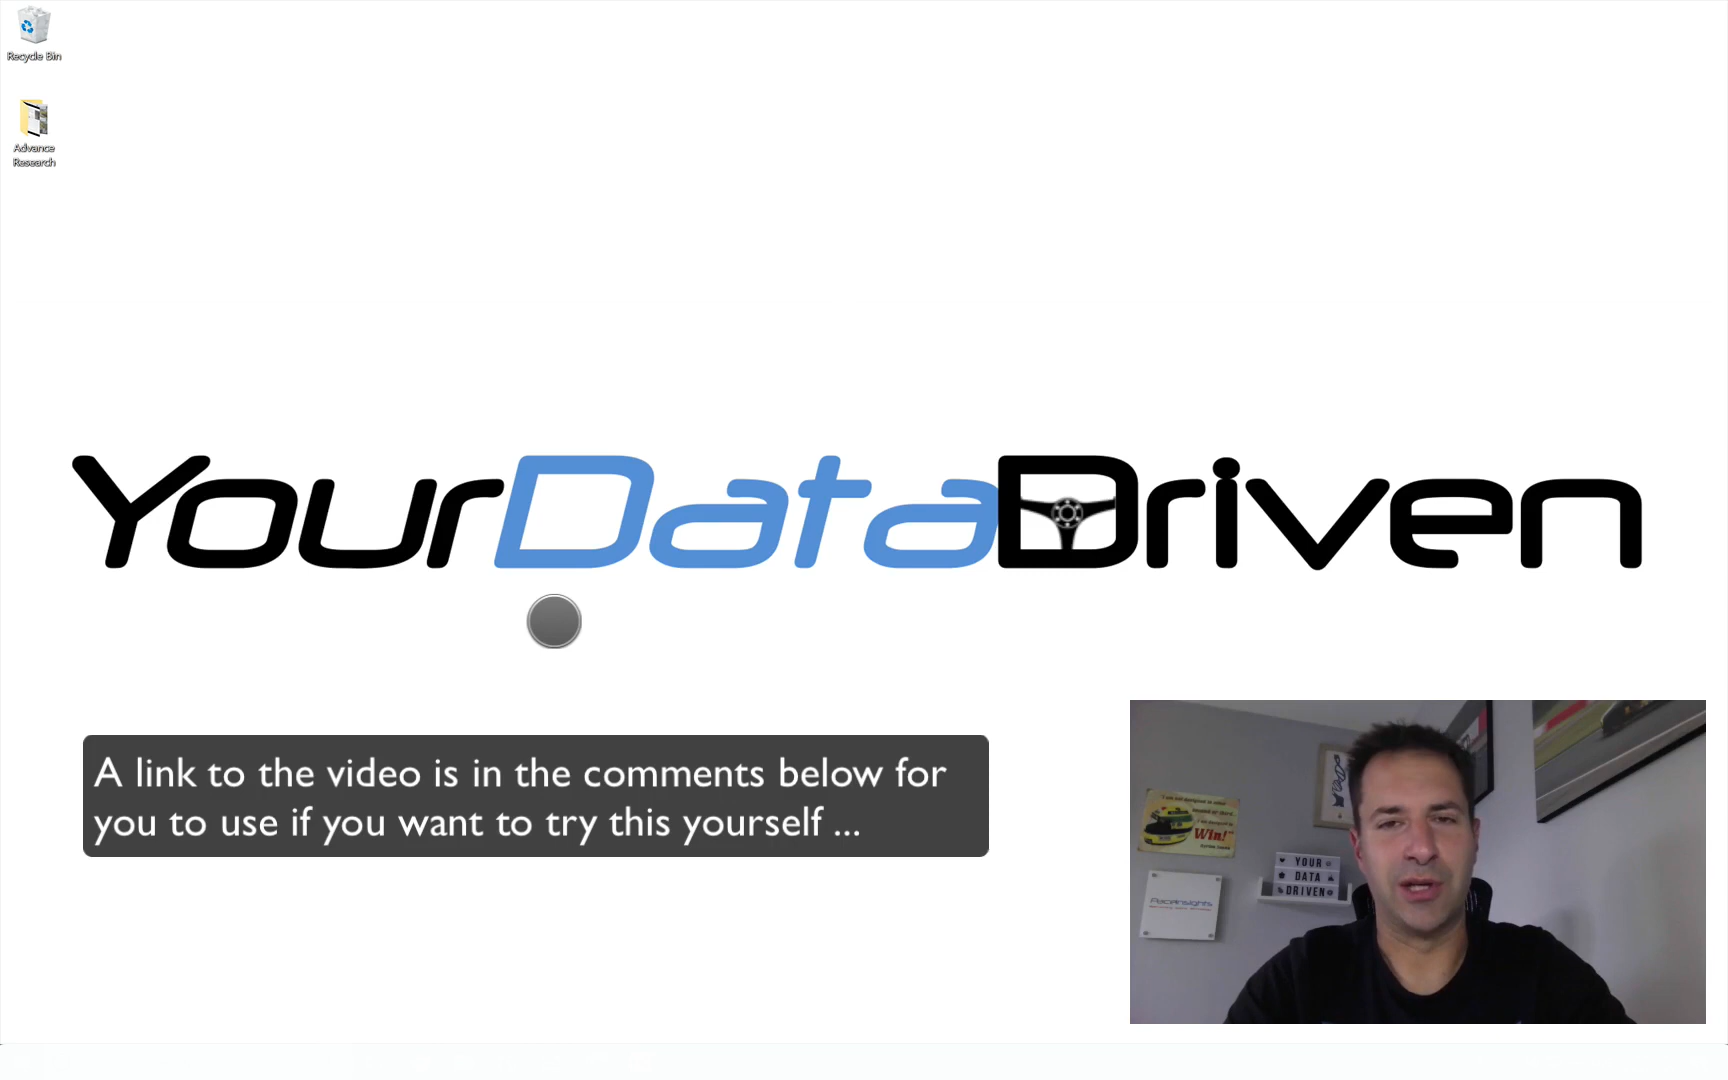 Recycle Bin
Advance
Research
YourDataDriven
A link to the video is in the comments below for
you to use if you want to try this yourself ...
Win!"
YOUR
DATA
DRIVEN
RaceInsights